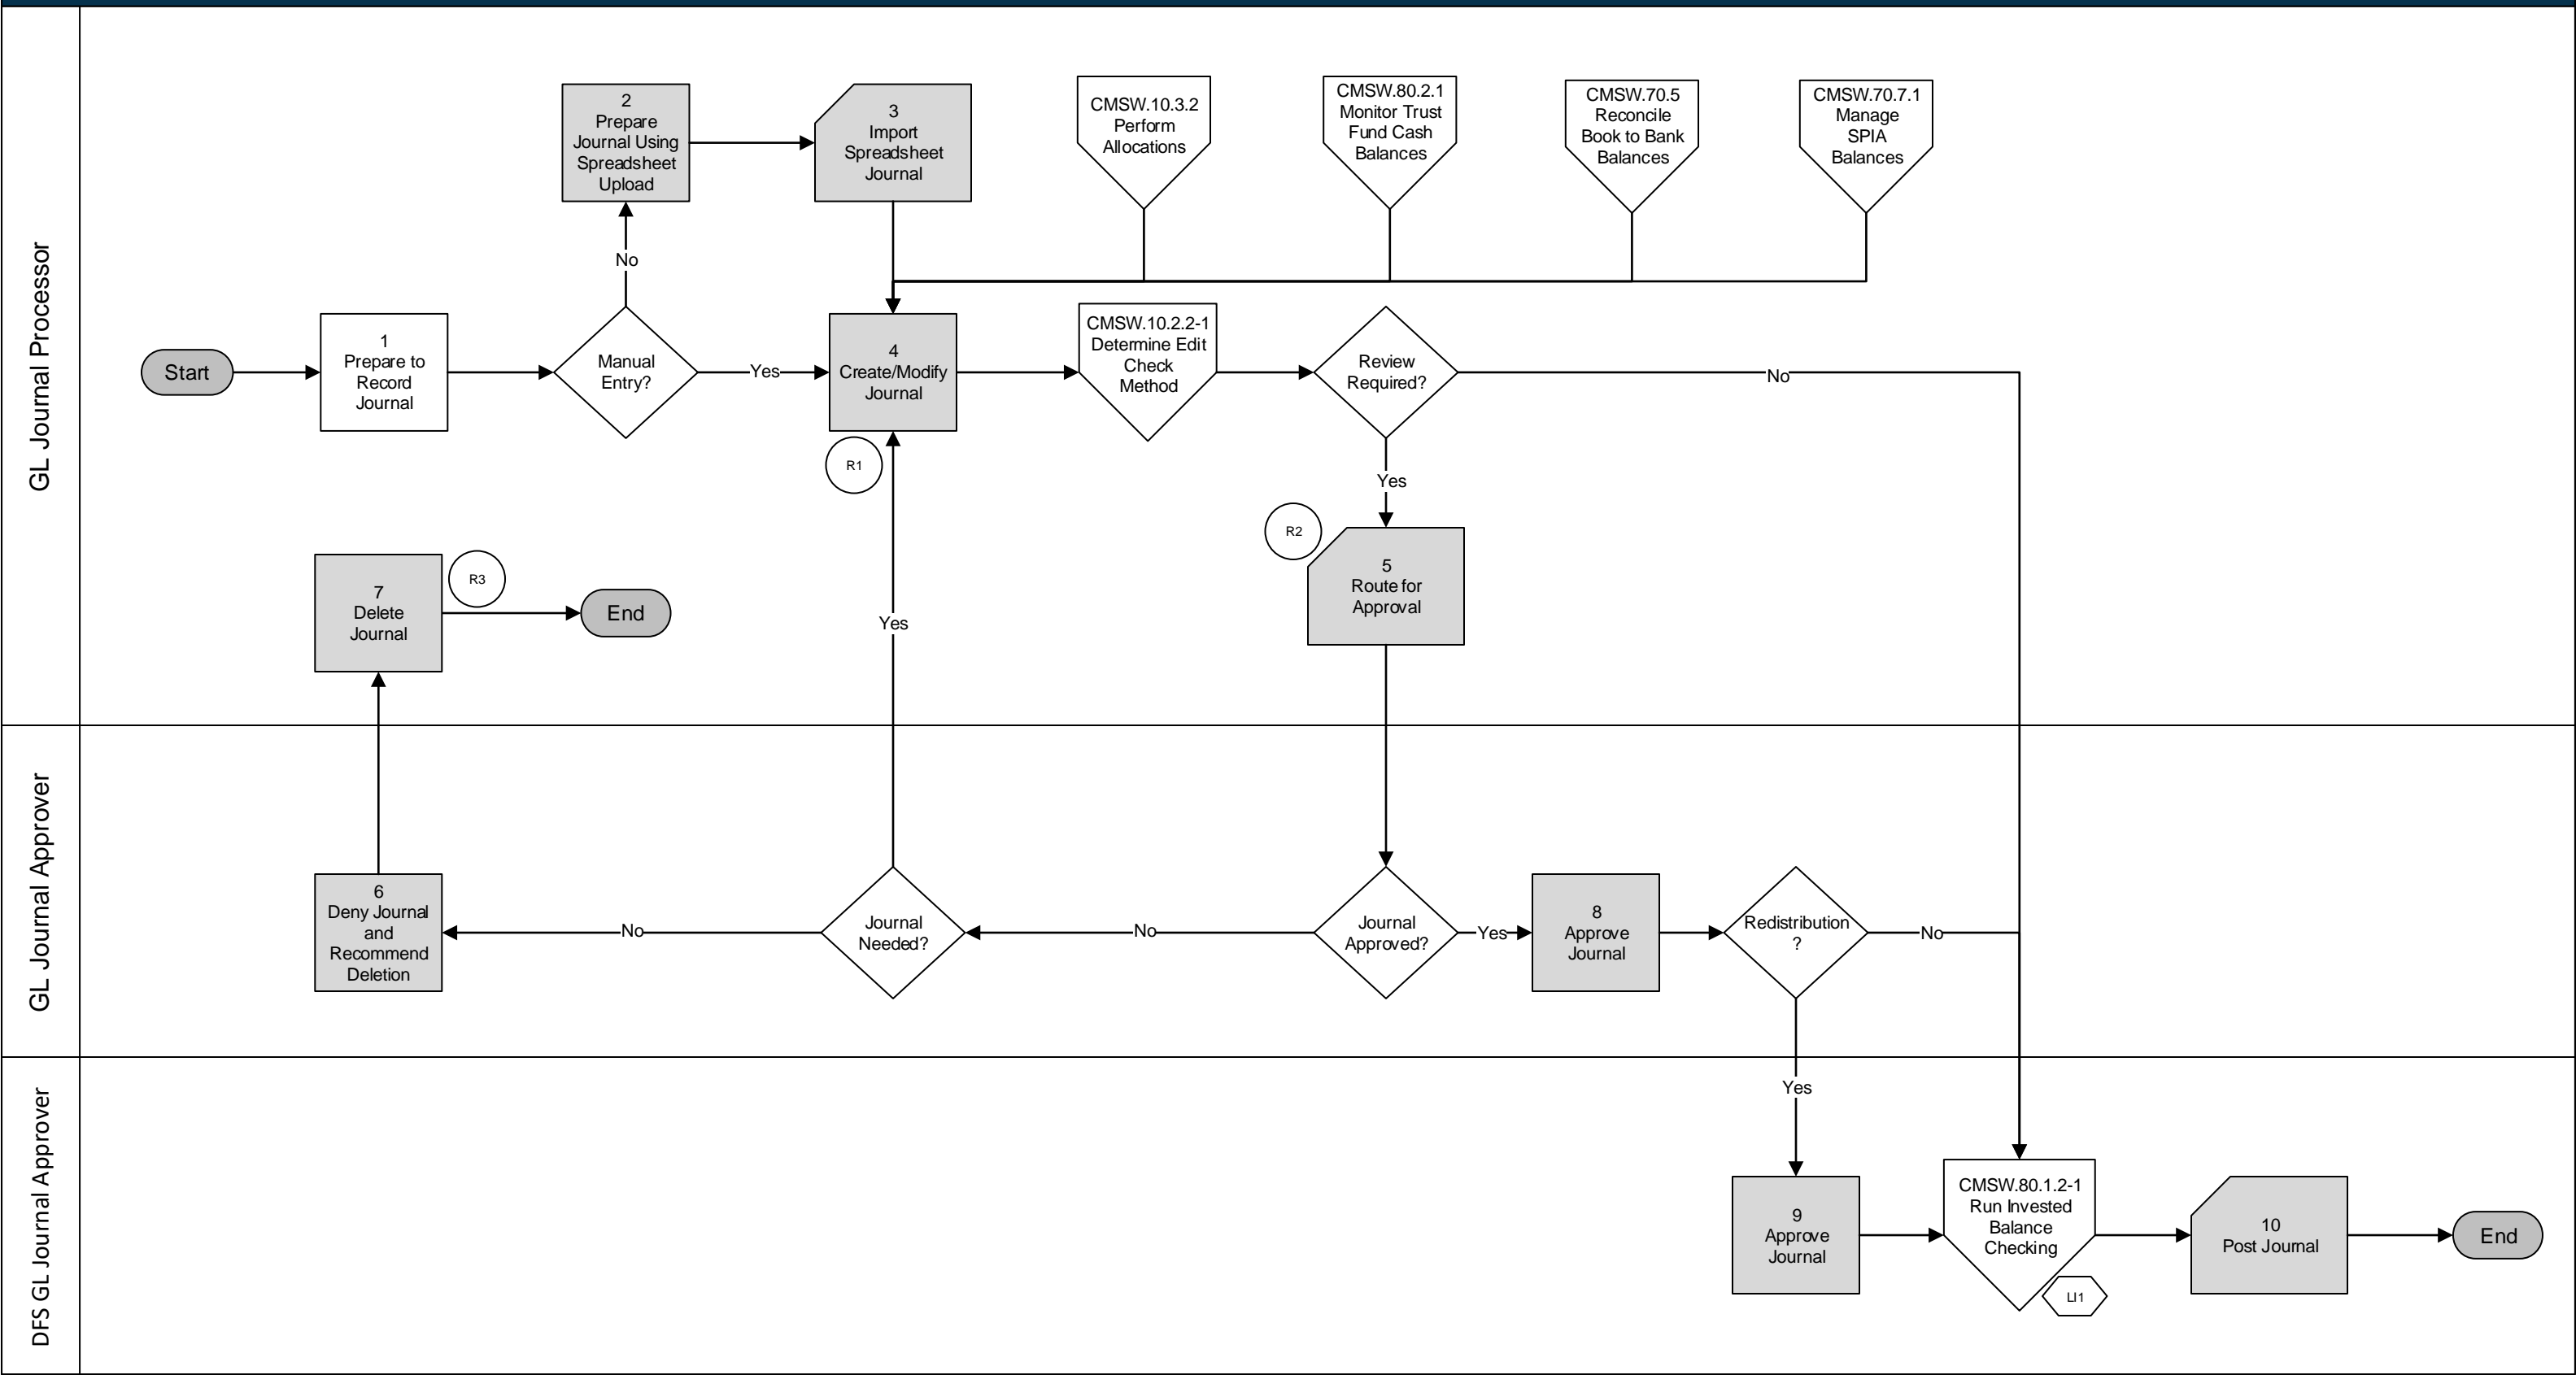 GL Journal Processor
2
Prepare
Journal Using
Spreadsheet
Upload
3
Import
Spreadsheet
Journal
CMSW.10.3.2
Perform
Allocations
CMSW.80.2.1
Monitor Trust
Fund Cash
Balances
CMSW.70.5
Reconcile
Book to Bank
Balances
CMSW.70.7.1
Manage
SPIA
Balances
No
Start
1
Prepare to
Record
Journal
Manual
Entry?
Yes
4
Create/Modify
Journal
CMSW.10.2.2-1
Determine Edit
Check
Method
Review
Required?
No
R1
Yes
R2
5
Route for
Approval
7
Delete
Journal
R3
End
Yes
GL Journal Approver
6
Deny Journal
and
Recommend
Deletion
No
Journal
Needed?
No
Journal
Approved?
Yes
8
Approve
Journal
Redistribution
?
No
DFS GL Journal Approver
Yes
9
Approve
Journal
CMSW.80.1.2-1
Run Invested
Balance
Checking
LI1
10
Post Journal
End